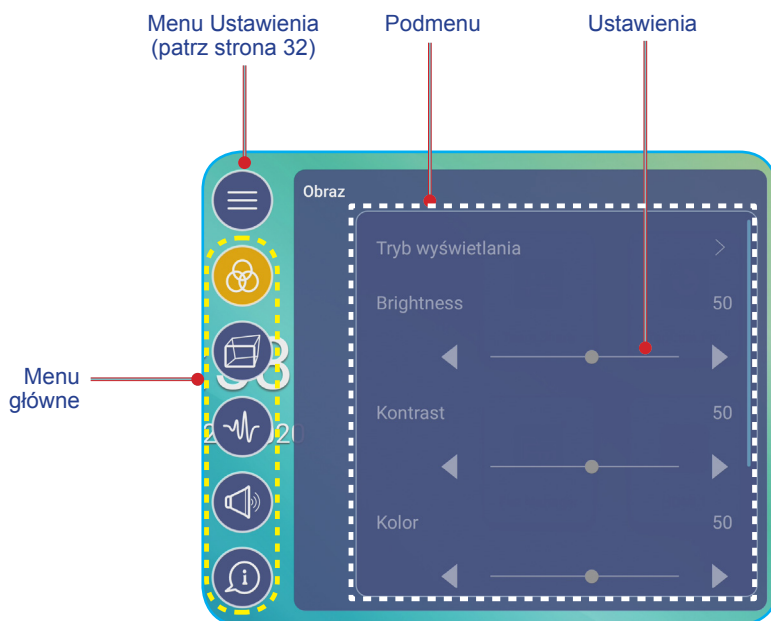 Menu Ustawienia
(patrz strona 32)
Podmenu
Ustawienia
Obraz
Tryb wyświetlania
Brightness
50
Menu
główne
Kontrast
50
Kolor
50